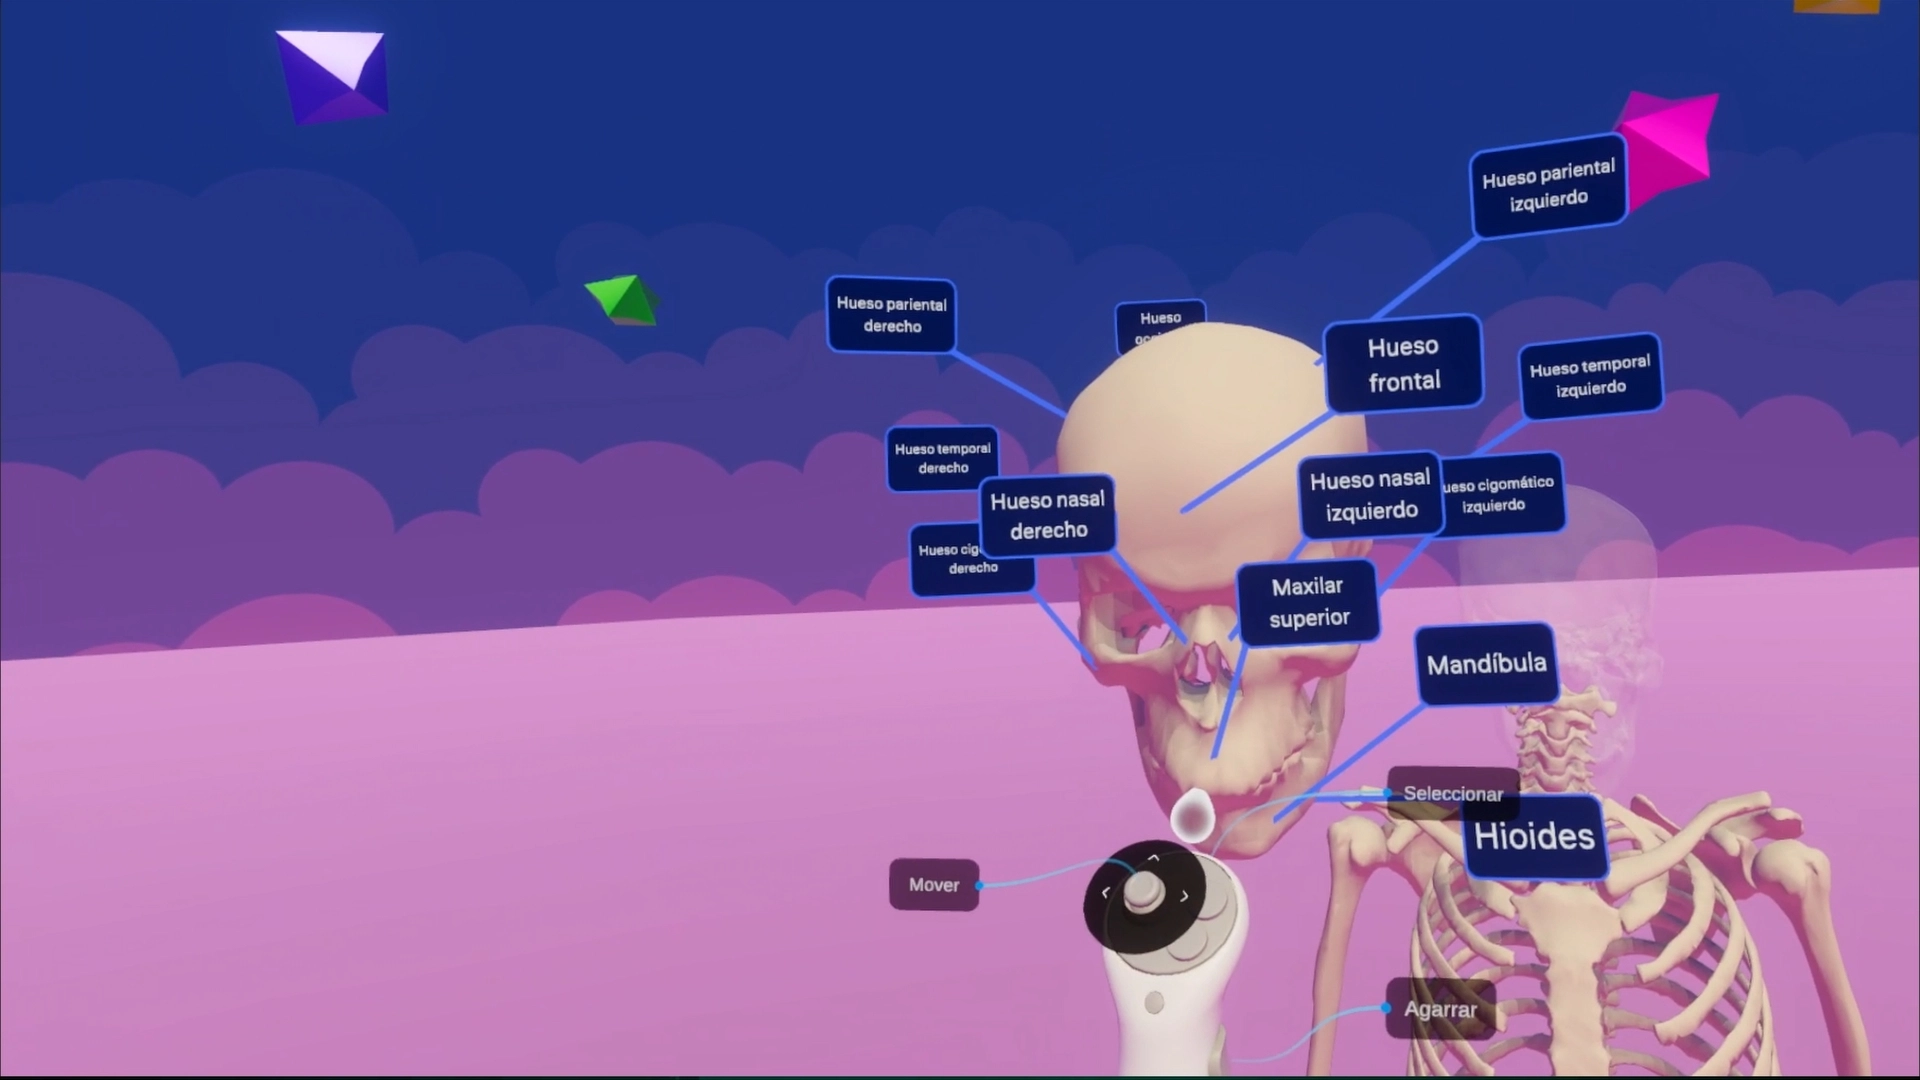 Hueso pariental
izquierdo
Hueso pariental
derecho
Hueso
Hueso
frontal
Hueso temporal
izquierdo
Hueso temporal
derecho
Hueso nasal
derecho
Hueso nasal
izquierdo
cigomático
izquierdo
Hueso
derecho
Maxilar
superior
Mandíbula
Seleccionar
Hioides
Mover
Agarrar